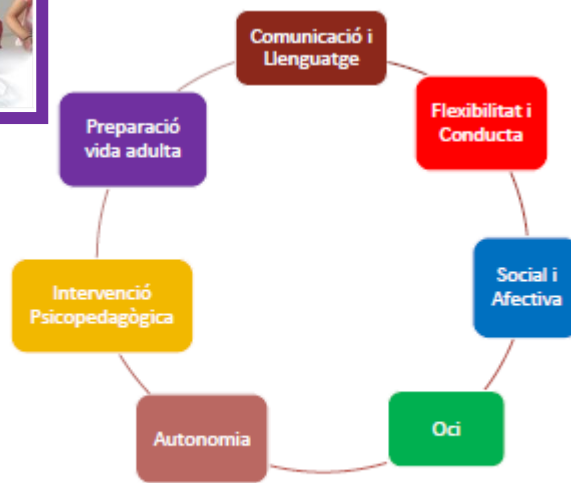 Comunicació i
Llenguatge
Flexibilitat i
Conducta
Social i
Afectiva
Oci
Autonomia
Intervenció
Psicopedagògica
Preparació
vida adulta